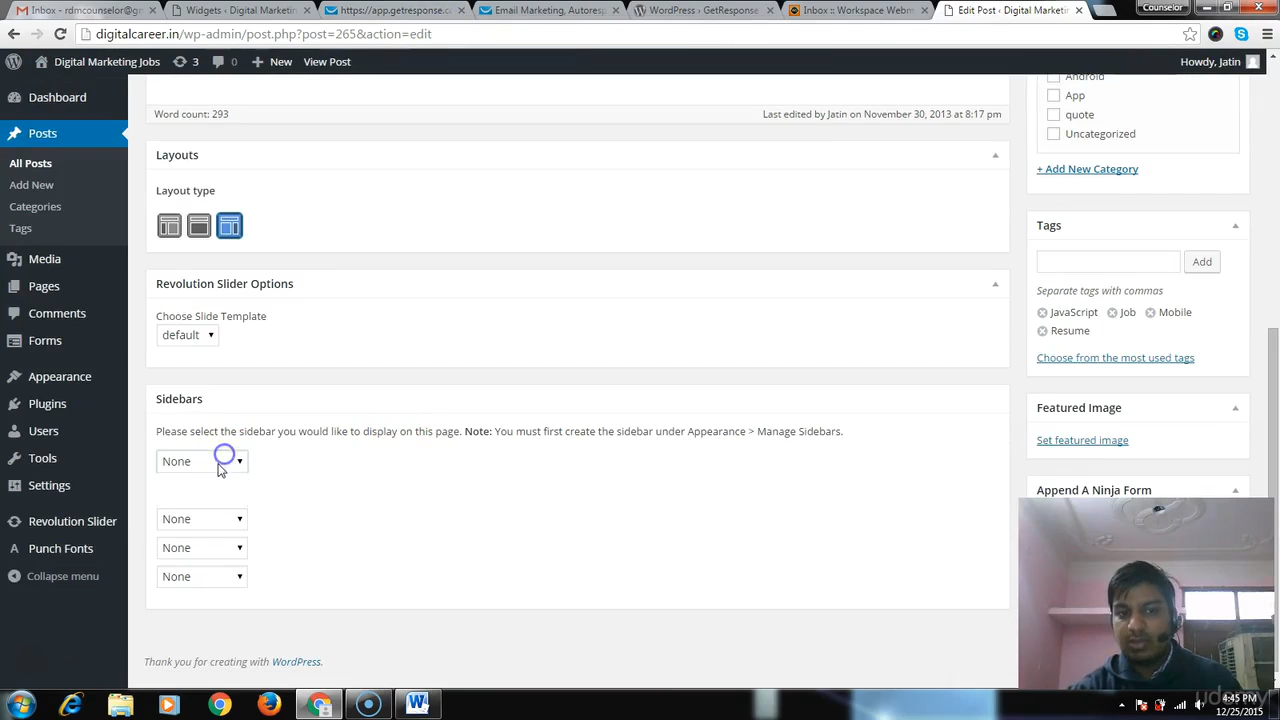 Inbox - rdmcounselor@gm
Widgets ‹ Digital Marketin
https://app.getresponse.c
Email Marketing, Autoresp
WordPress ‹ GetResponse
Inbox :: Workspace Webm
Edit Post ‹ Digital Marketin
Counselor
digitalcareer.in/wp-admin/post.php?post=265&action=edit
Digital Marketing Jobs
3
0
New
View Post
Howdy, Jatin
Dashboard
Posts
All Posts
Add New
Categories
Tags
Media
Pages
Comments
Forms
Appearance
Plugins
Users
Tools
Settings
Revolution Slider
Punch Fonts
Collapse menu
Word count: 293
Last edited by Jatin on November 30, 2013 at 8:17 pm
Layouts
Layout type
Revolution Slider Options
Choose Slide Template
default
Sidebars
Please select the sidebar you would like to display on this page. Note: You must first create the sidebar under Appearance > Manage Sidebars.
None
None
None
None
Thank you for creating with WordPress.
Android
App
quote
Uncategorized
+ Add New Category
Tags
Add
Separate tags with commas
JavaScript
Job
Mobile
Resume
Choose from the most used tags
Featured Image
Set featured image
Append A Ninja Form
udemy
4:45 PM
12/25/2015